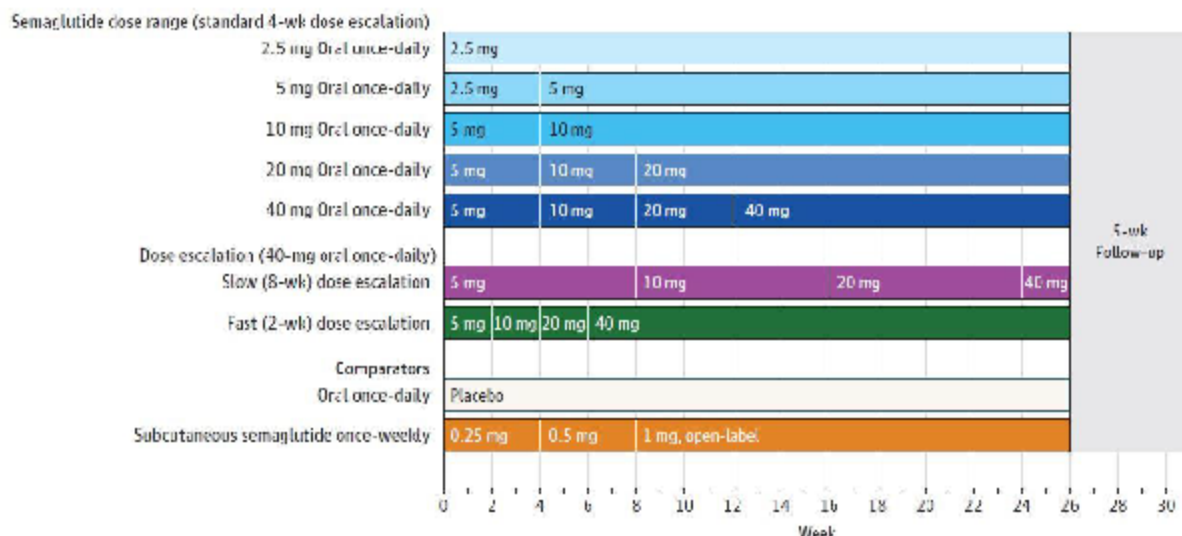 Semaglutide dose range (standard 4-wk dose escalation)
2.5 mg Oral once-daily 2.5 mg
5 mg Oral once-daily 2.5 mg 5 mg
10 mg Oral once-daily 5 mg 10 mg
20 mg Oral once-daily 5 mg 10 mg 20 mg
40 mg Oral once-daily 5 mg 10 mg 20 mg 40 mg
Dose escalation (40-mg oral once-daily)
Slow (8-wk) dose escalation 5 mg 10 mg 20 mg 40 mg
Fast (2-wk) dose escalation 5 mg 10 mg 20 mg 40 mg
Comparators
Oral once-daily Placebo
Subcutaneous semaglutide once-weekly 0.25 mg 0.5 mg 1 mg, open-label
5-wk
Follow-up
0 2 4 6 8 10 12 14 16 18 20 22 24 26 28 30
Week